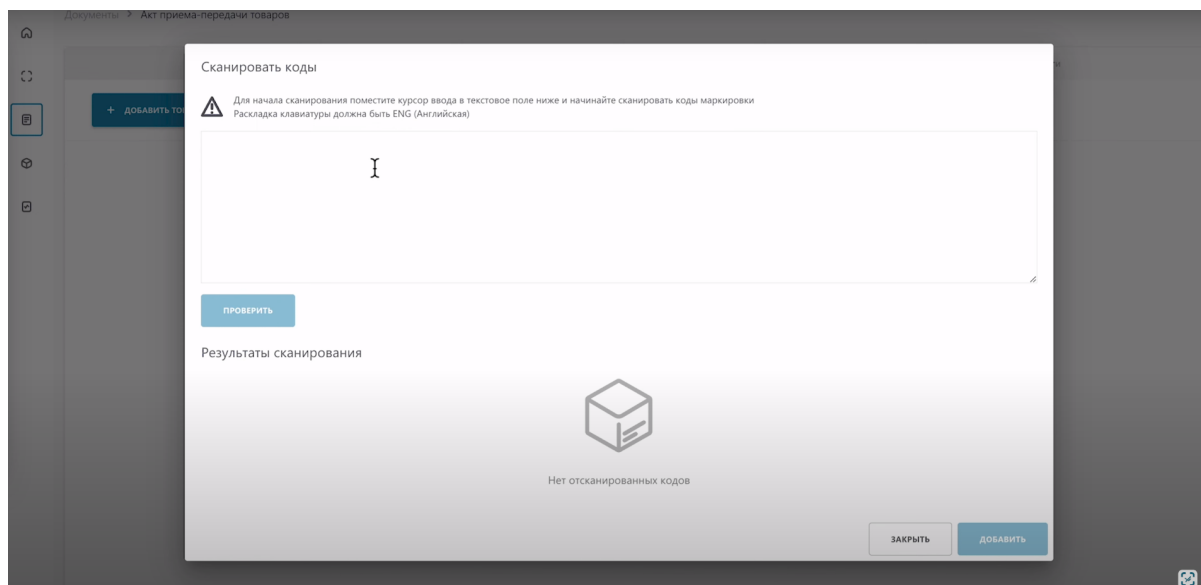 Документы > Акт приема-передачи товаров
Сканировать коды
Для начала сканирования поместите курсор ввода в текстовое поле ниже и начинайте сканировать коды маркировки
Раскладка клавиатуры должна быть ENG (Английская)
+ ДОБАВИТЬ
ПРОВЕРИТЬ
Результаты сканирования
Нет отсканированных кодов
ЗАКРЫТЬ
ДОБАВИТЬ